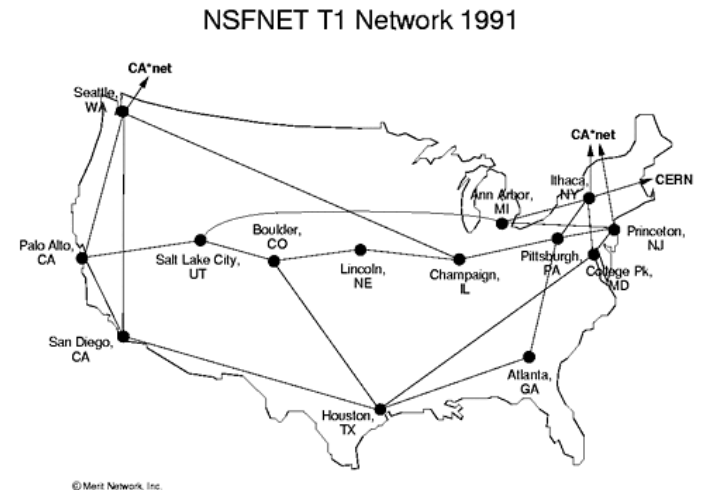 NSFNET T1 Network 1991
CA*net
Seattle,
WA
CA*net
Ithaca,
NY
CERN
Ann Arbor,
MI
Boulder,
CO
Palo Alto,
CA
Salt Lake City,
UT
Lincoln,
NE
Champaign,
IL
Pittsburgh,
PA
Princeton,
NJ
College Pk,
MD
San Diego,
CA
Atlanta,
GA
Houston,
TX
© Merit Network, Inc.